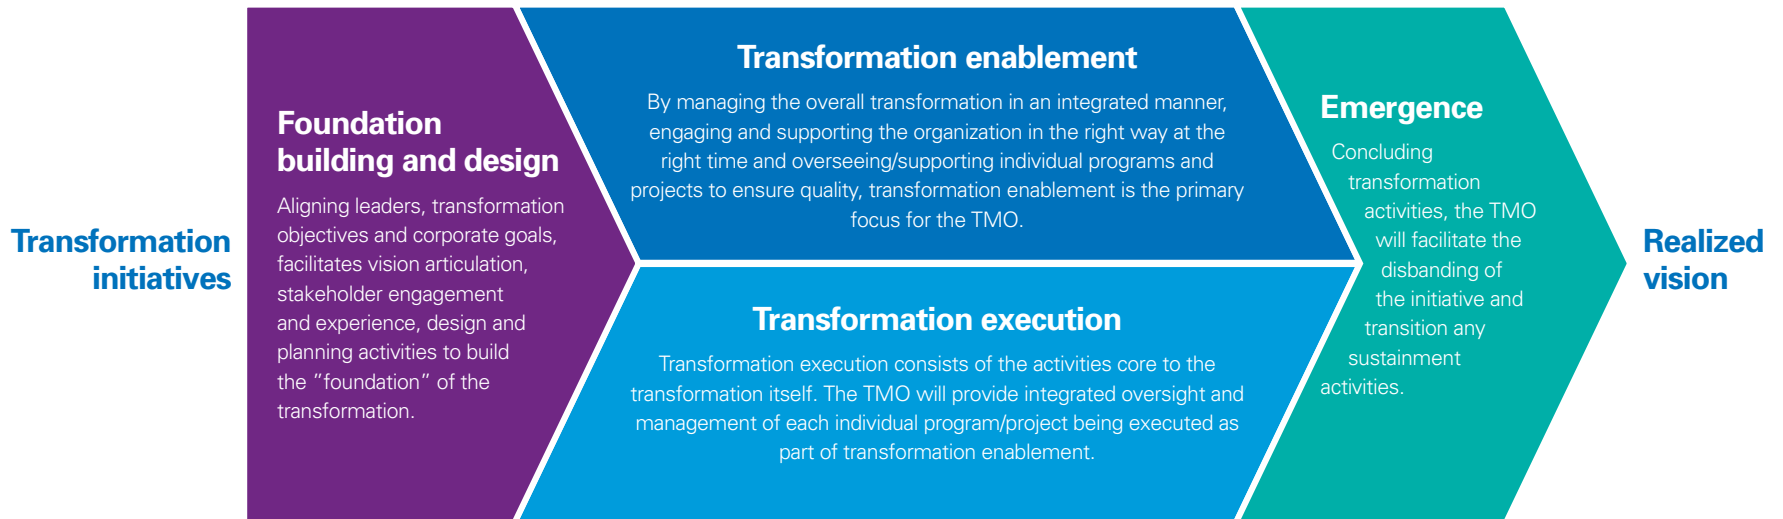 Transformation
initiatives
Foundation
building and design
Aligning leaders, transformation
objectives and corporate goals,
facilitates vision articulation,
stakeholder engagement
and experience, design and
planning activities to build
the ”foundation” of the
transformation.
Transformation enablement
By managing the overall transformation in an integrated manner,
engaging and supporting the organization in the right way at the
right time and overseeing/supporting individual programs and
projects to ensure quality, transformation enablement is the primary
focus for the TMO.
Transformation execution
Transformation execution consists of the activities core to the
transformation itself. The TMO will provide integrated oversight and
management of each individual program/project being executed as
part of transformation enablement.
Emergence
Concluding
transformation
activities, the TMO
will facilitate the
disbanding of
the initiative and
transition any
sustainment
activities.
Realized
vision